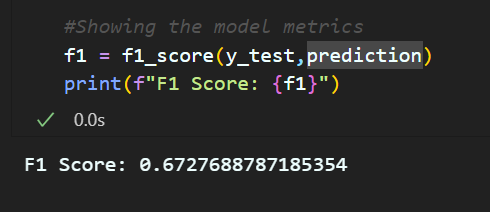 #Showing the model metrics
f1 = f1_score(y_test,prediction)
print(f"F1 Score: {f1}")
0.0s
F1 Score: 0.6727688787185354